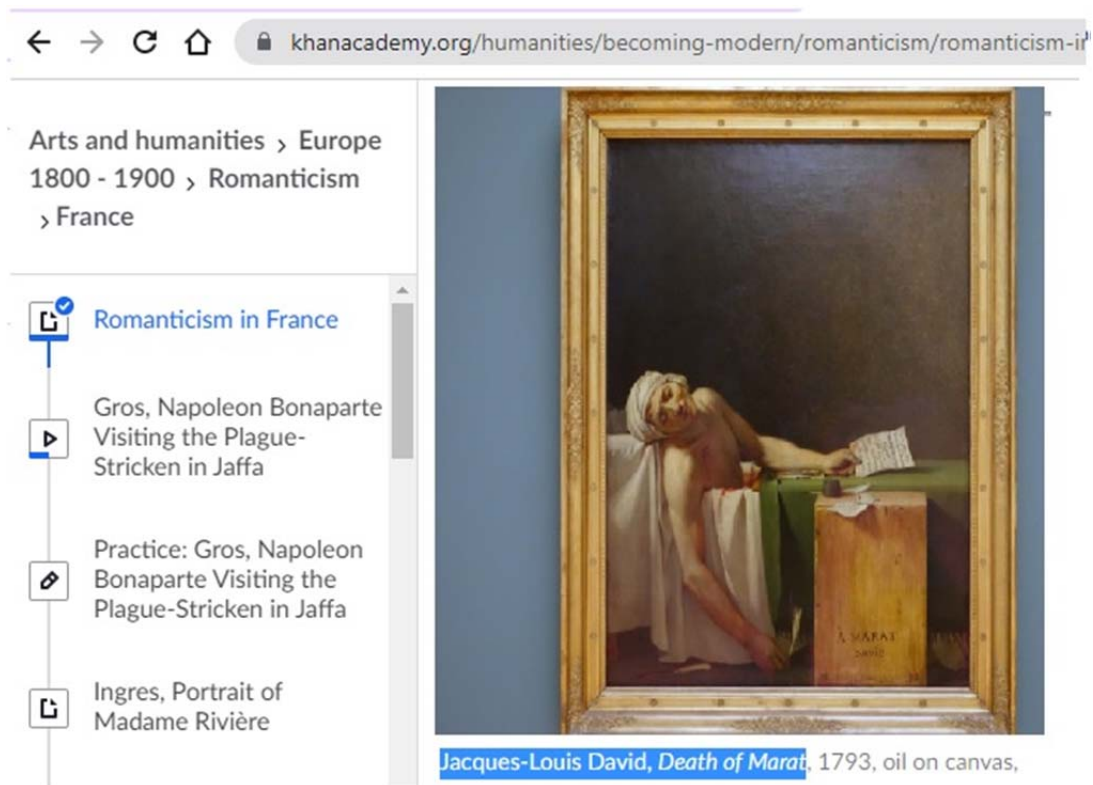 khanacademy.org/humanities/becoming-modern/romanticism/romanticism-i
Arts and humanities › Europe
1800 - 1900 › Romanticism
› France
Romanticism in France
Gros, Napoleon Bonaparte
Visiting the Plague-
Stricken in Jaffa
Practice: Gros, Napoleon
Bonaparte Visiting the
Plague-Stricken in Jaffa
Ingres, Portrait of
Madame Rivière
À MARAT
DAVID
Jacques-Louis David, Death of Marat, 1793, oil on canvas,